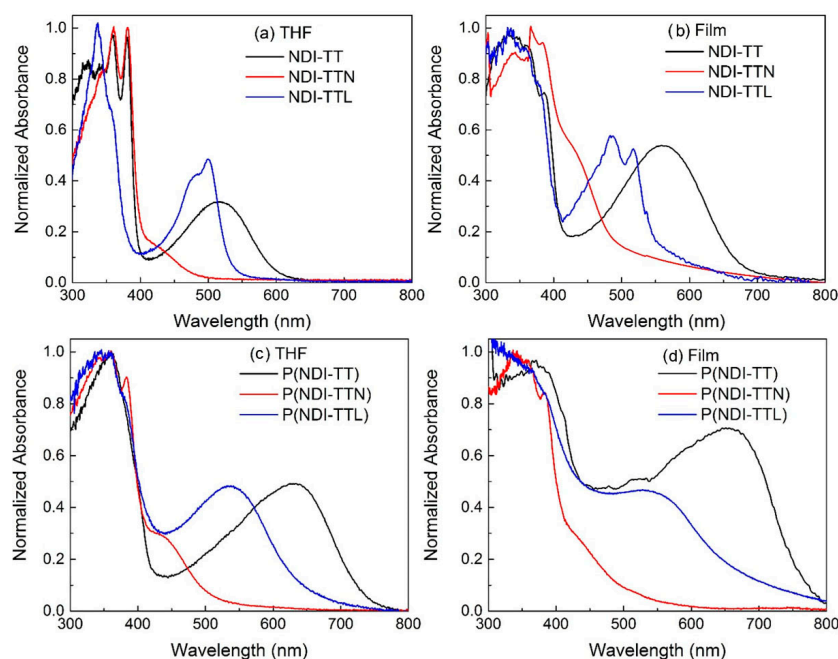 (a) THF
NDI-TT
NDI-TTN
NDI-TTL
Normalized Absorbance
1.0
0.8
0.6
0.4
0.2
0.0
300 400 500 600 700 800
Wavelength (nm)
(b) Film
NDI-TT
NDI-TTN
NDI-TTL
Normalized Absorbance
1.0
0.8
0.6
0.4
0.2
0.0
300 400 500 600 700 800
Wavelength (nm)
(c) THF
P(NDI-TT)
P(NDI-TTN)
P(NDI-TTL)
Normalized Absorbance
1.0
0.8
0.6
0.4
0.2
0.0
300 400 500 600 700 800
Wavelength (nm)
(d) Film
P(NDI-TT)
P(NDI-TTN)
P(NDI-TTL)
Normalized Absorbance
1.0
0.8
0.6
0.4
0.2
0.0
300 400 500 600 700 800
Wavelength (nm)